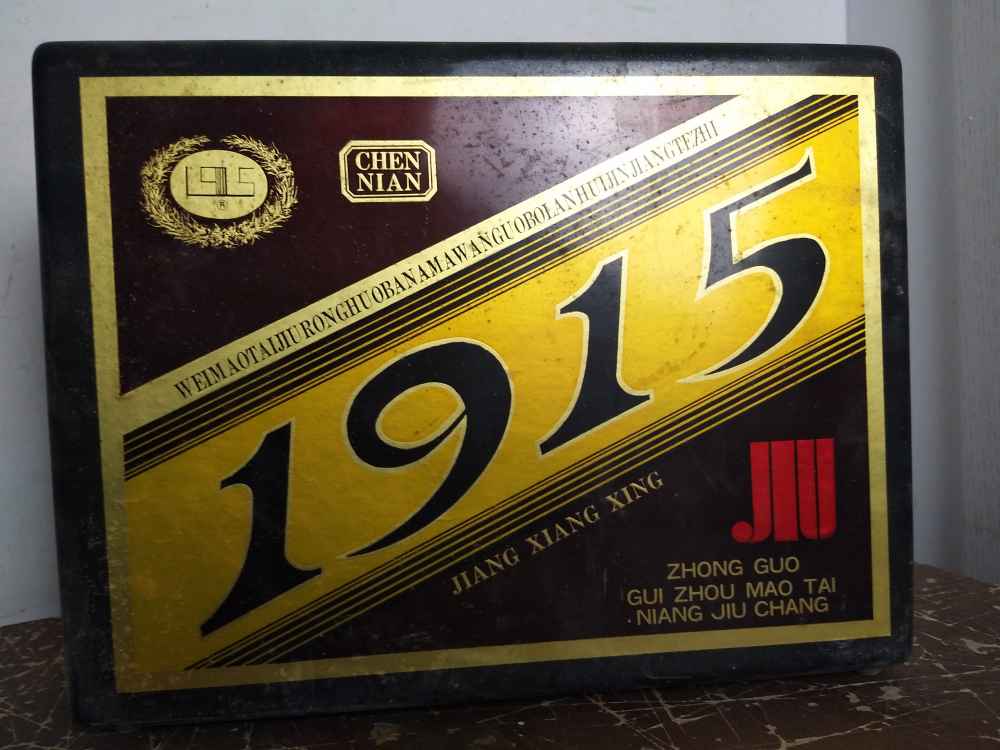 1915
®
CHEN
NIAN
WEIMAOTAIJIURONGHUOBANAMAWANGUOBOLANHUIJINJIANGTEZHI
1915
JIANG XIANG XING
JIU
ZHONG GUO
GUI ZHOU MAO TAI
NIANG JIU CHANG